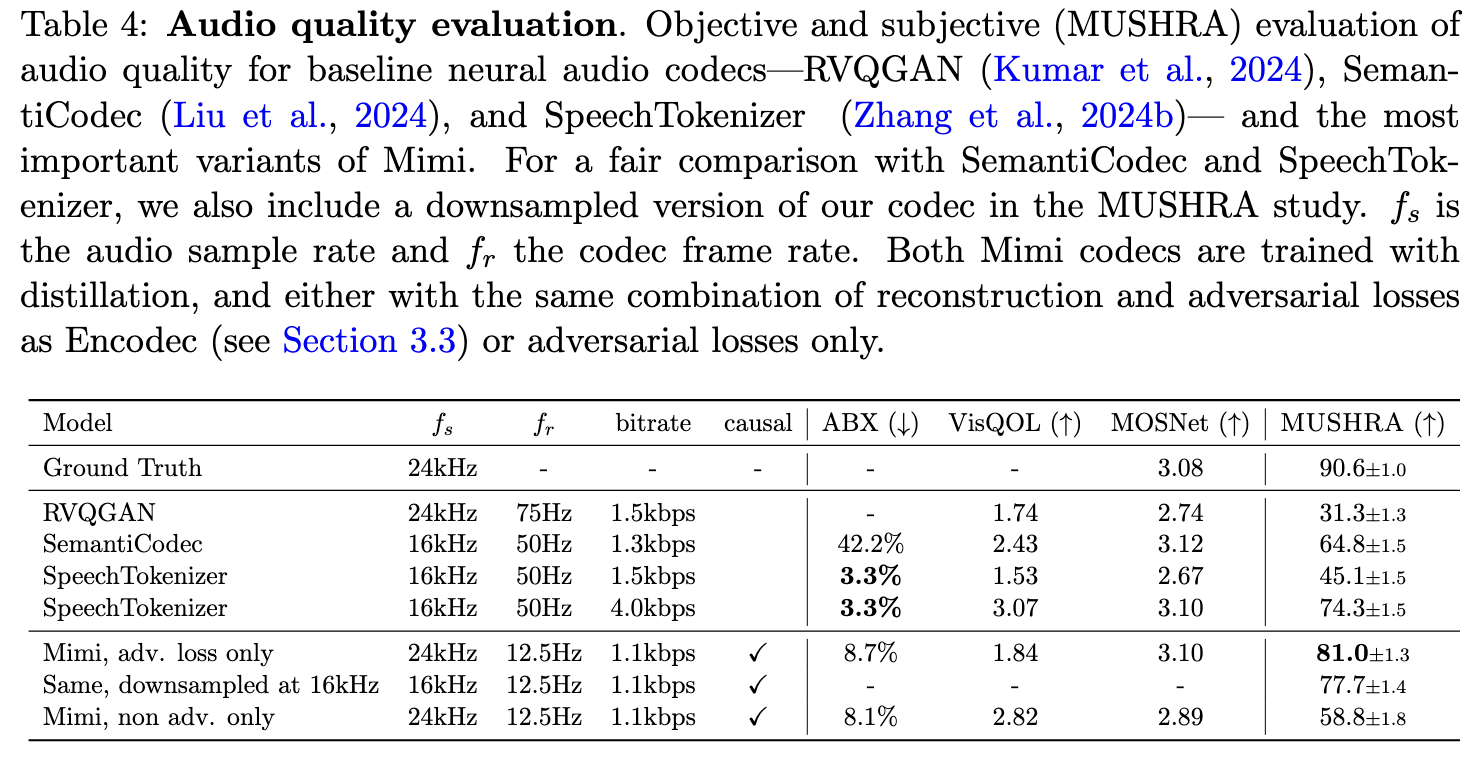 Table 4: Audio quality evaluation. Objective and subjective (MUSHRA) evaluation of
audio quality for baseline neural audio codecs—RVQGAN (Kumar et al., 2024), Seman-
tiCodec (Liu et al., 2024), and SpeechTokenizer (Zhang et al., 2024b)— and the most
important variants of Mimi. For a fair comparison with SemantiCodec and SpeechTok-
enizer, we also include a downsampled version of our codec in the MUSHRA study. fs is
the audio sample rate and fr the codec frame rate. Both Mimi codecs are trained with
distillation, and either with the same combination of reconstruction and adversarial losses
as Encodec (see Section 3.3) or adversarial losses only.
Model fs fr bitrate causal ABX (↓) VisQOL (↑) MOSNet (↑) MUSHRA (↑)
Ground Truth 24kHz - - - - - 3.08 90.6±1.0
RVQGAN 24kHz 75Hz 1.5kbps - 1.74 2.74 31.3±1.3
SemantiCodec 16kHz 50Hz 1.3kbps 42.2% 2.43 3.12 64.8±1.5
SpeechTokenizer 16kHz 50Hz 1.5kbps 3.3% 1.53 2.67 45.1±1.5
SpeechTokenizer 16kHz 50Hz 4.0kbps 3.3% 3.07 3.10 74.3±1.5
Mimi, adv. loss only 24kHz 12.5Hz 1.1kbps ✓ 8.7% 1.84 3.10 81.0±1.3
Same, downsampled at 16kHz 16kHz 12.5Hz 1.1kbps ✓ - - - 77.7±1.4
Mimi, non adv. only 24kHz 12.5Hz 1.1kbps ✓ 8.1% 2.82 2.89 58.8±1.8